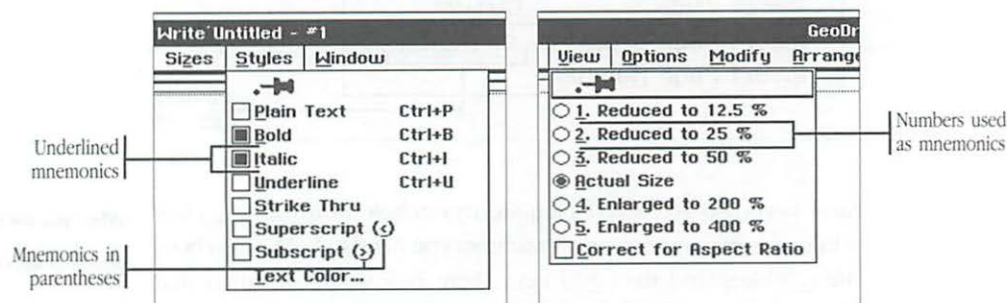 Write Untitled - #1
Sizes Styles Window
Plain Text Ctrl+P
Bold Ctrl+B
Italic Ctrl+I
Underline Ctrl+U
Strike Thru
Superscript (<)
Subscript (>)
Text Color...
Underlined
mnemonics
Mnemonics in
parentheses
GeoDr
View Options Modify Arrange
1. Reduced to 12.5 %
2. Reduced to 25 %
3. Reduced to 50 %
Actual Size
4. Enlarged to 200 %
5. Enlarged to 400 %
Correct for Aspect Ratio
Numbers used
as mnemonics